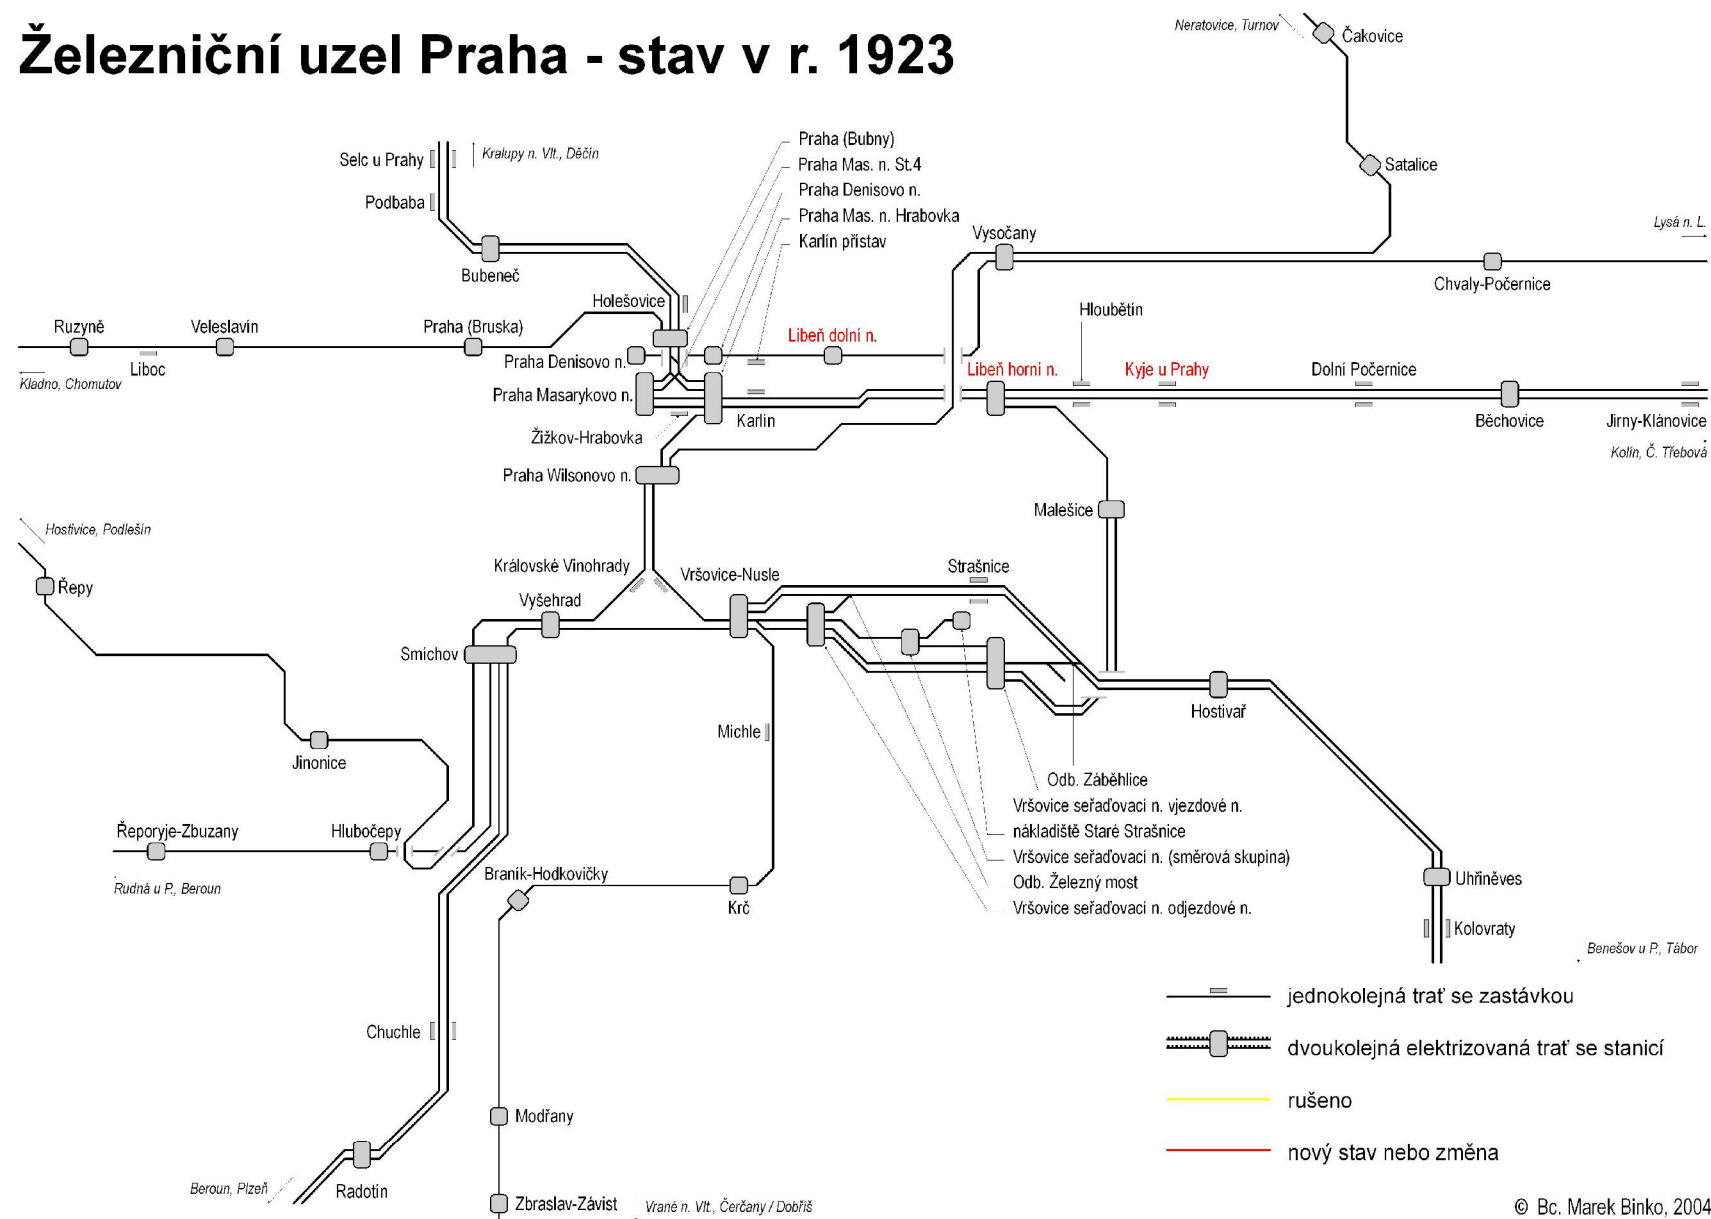 Železniční uzel Praha - stav v r. 1923
Neratovice, Turnov
Čakovice
Praha (Bubny)
Selc u Prahy
Kralupy n. Vlt., Děčín
Praha Mas. n. St.4
Satalice
Podbaba
Praha Denisovo n.
Praha Mas. n. Hrabovka
Lysá n. L.
Vysočany
Karlín přístav
Bubeneč
Chvaly-Počernice
Holešovice
Hloubětín
Ruzyně
Veleslavín
Praha (Bruska)
Libeň dolní n.
Praha Denisovo n.
Liboc
Libeň horní n.
Kyje u Prahy
Dolní Počernice
Kladno, Chomutov
Praha Masarykovo n.
Karlín
Běchovice
Jirny-Klánovice
Žižkov-Hrabovka
Kolín, Č. Třebová
Praha Wilsonovo n.
Malešice
Hostivice, Podlešín
Královské Vinohrady
Vršovice-Nusle
Strašnice
Řepy
Vyšehrad
Smíchov
Hostivař
Michle
Jinonice
Odb. Záběhlice
Vršovice seřaďovací n. vjezdové n.
Řeporyje-Zbuzany
Hlubočepy
nákladiště Staré Strašnice
Vršovice seřaďovací n. (směrová skupina)
Braník-Hodkovičky
Odb. Železný most
Uhříněves
Rudná u P., Beroun
Krč
Vršovice seřaďovací n. odjezdové n.
Kolovraty
Benešov u P., Tábor
jednokolejná trať se zastávkou
Chuchle
dvoukolejná elektrizovaná trať se stanicí
rušeno
Modřany
nový stav nebo změna
Beroun, Plzeň
Radotín
Zbraslav-Závist
Vrané n. Vlt., Čerčany / Dobříš
© Bc. Marek Binko, 2004